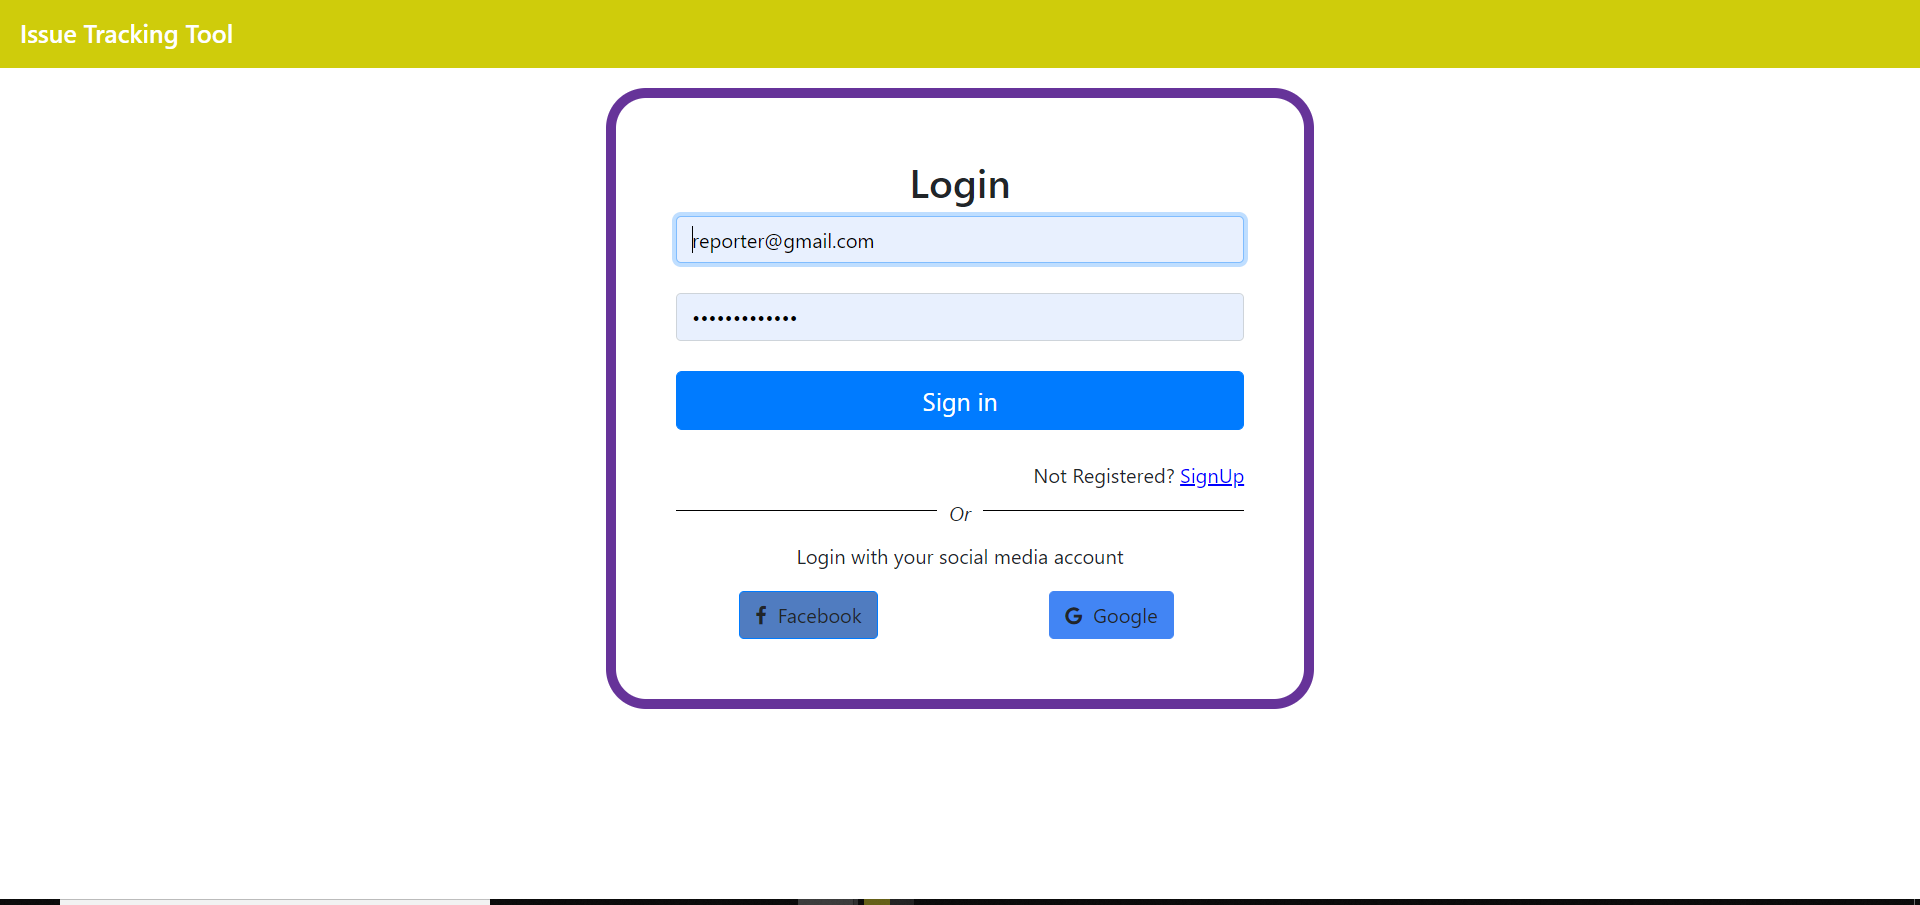 Issue Tracking Tool
Login
reporter@gmail.com
•••••••••••••
Sign in
Not Registered? SignUp
Or
Login with your social media account
Facebook
Google